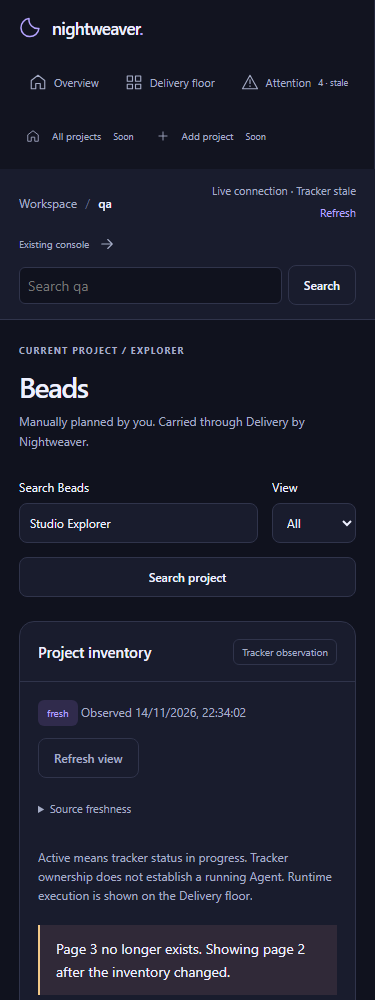 nightweaver.
Overview
Delivery floor
Attention 4 · stale
All projects Soon
Add project Soon
Workspace / qa
Live connection · Tracker stale
Refresh
Existing console
Search qa
Search
CURRENT PROJECT / EXPLORER
Beads
Manually planned by you. Carried through Delivery by
Nightweaver.
Search Beads
View
Studio Explorer
All
Search project
Project inventory
Tracker observation
fresh Observed 14/11/2026, 22:34:02
Refresh view
Source freshness
Active means tracker status in progress. Tracker
ownership does not establish a running Agent. Runtime
execution is shown on the Delivery floor.
Page 3 no longer exists. Showing page 2
after the inventory changed.